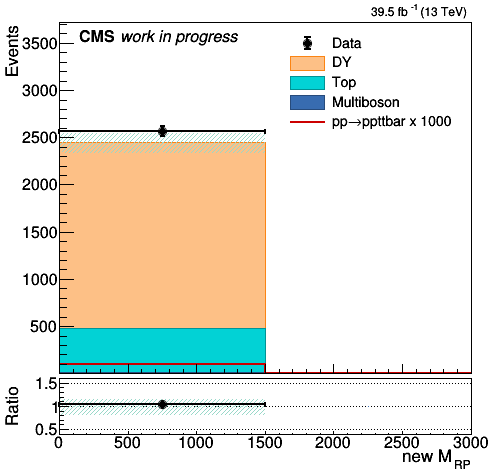 39.5 fb⁻¹ (13 TeV)
CMS work in progress
Events
3500
3000
2500
2000
1500
1000
500
Data
DY
Top
Multiboson
pp→ppttbar x 1000
Ratio
1.5
1
0.5
0 500 1000 1500 2000 2500 3000
new M_RP